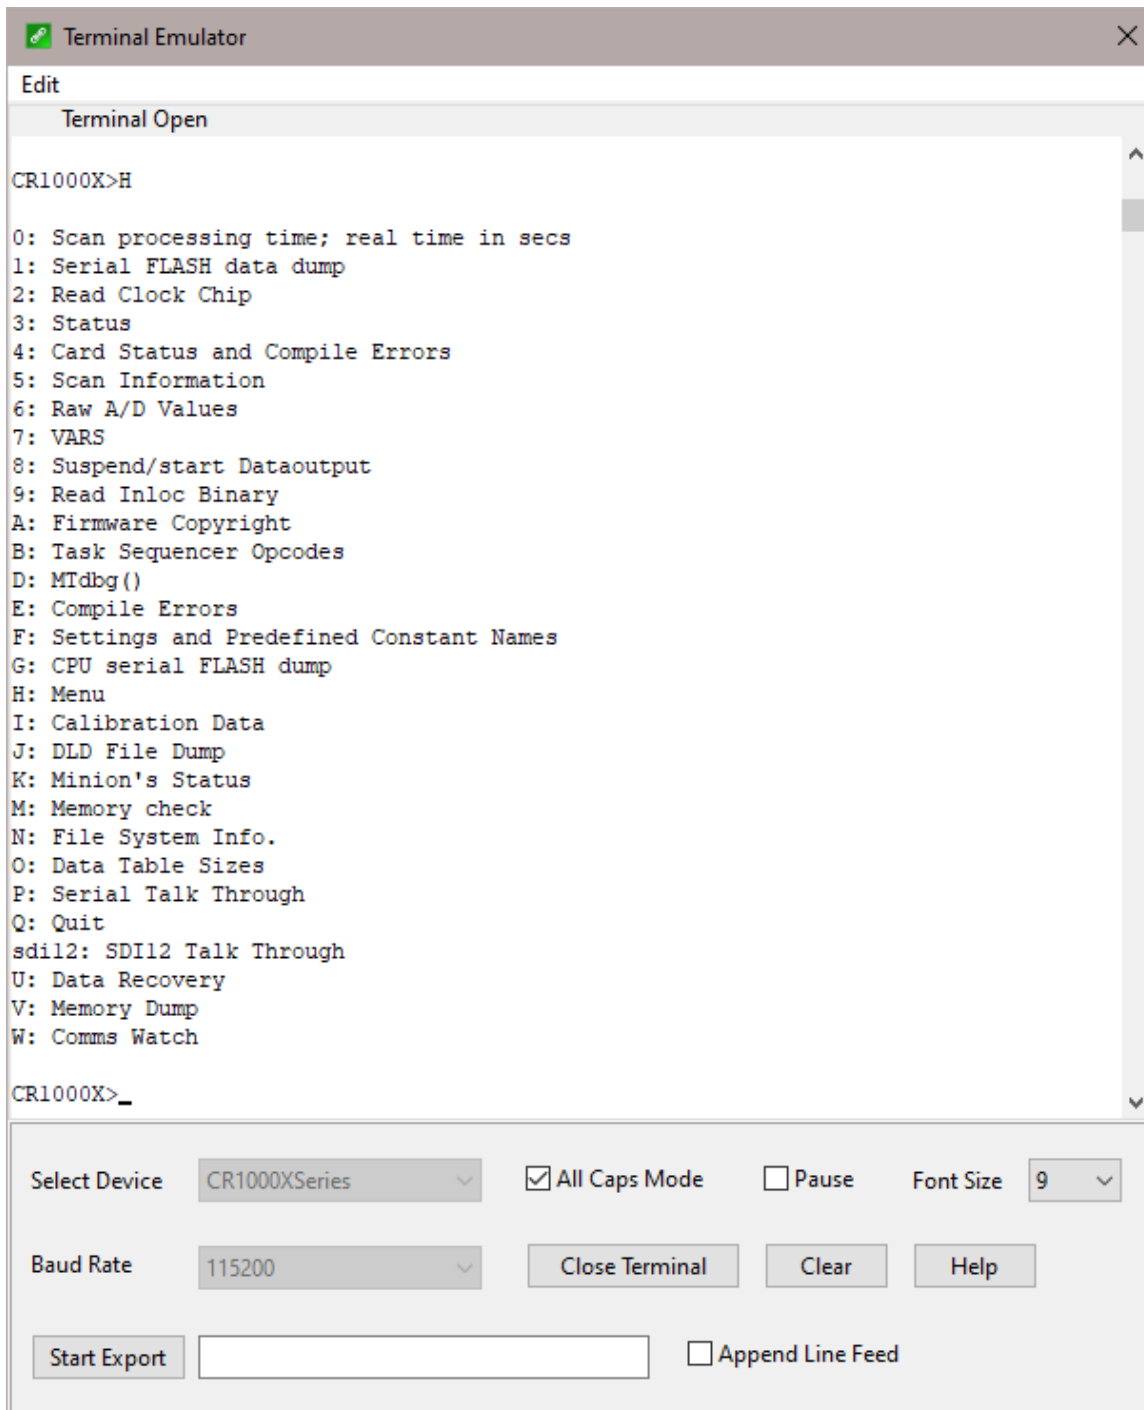 Terminal Emulator
Edit
Terminal Open
CR1000X>H
0: Scan processing time; real time in secs
1: Serial FLASH data dump
2: Read Clock Chip
3: Status
4: Card Status and Compile Errors
5: Scan Information
6: Raw A/D Values
7: VARS
8: Suspend/start Dataoutput
9: Read Inloc Binary
A: Firmware Copyright
B: Task Sequencer Opcodes
D: MTdbg()
E: Compile Errors
F: Settings and Predefined Constant Names
G: CPU serial FLASH dump
H: Menu
I: Calibration Data
J: DLD File Dump
K: Minion's Status
M: Memory check
N: File System Info.
O: Data Table Sizes
P: Serial Talk Through
Q: Quit
sdi12: SDI12 Talk Through
U: Data Recovery
V: Memory Dump
W: Comms Watch
CR1000X>_
Select Device CR1000XSeries All Caps Mode Pause Font Size 9
Baud Rate 115200 Close Terminal Clear Help
Start Export Append Line Feed